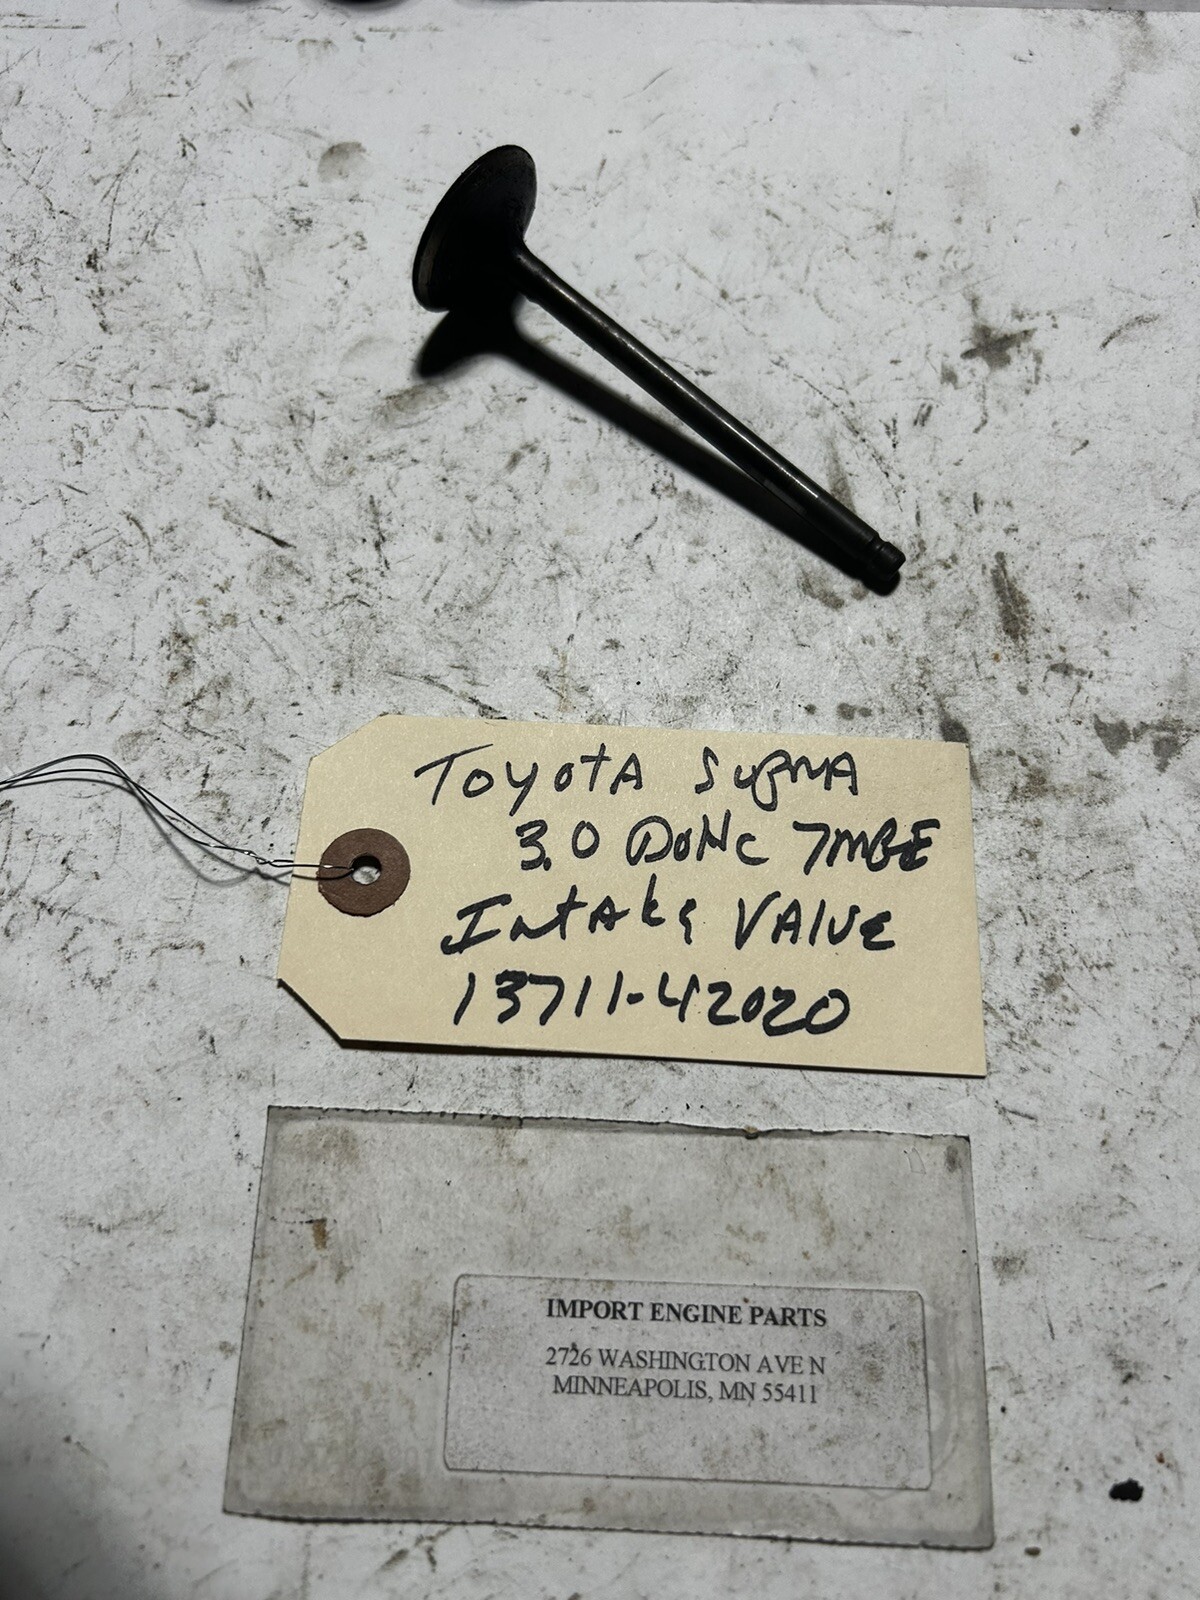 Toyota Supra
3.0 DOHC 7MGE
Intake Valve
13711-42020
IMPORT ENGINE PARTS
2726 WASHINGTON AVE N
MINNEAPOLIS, MN 55411